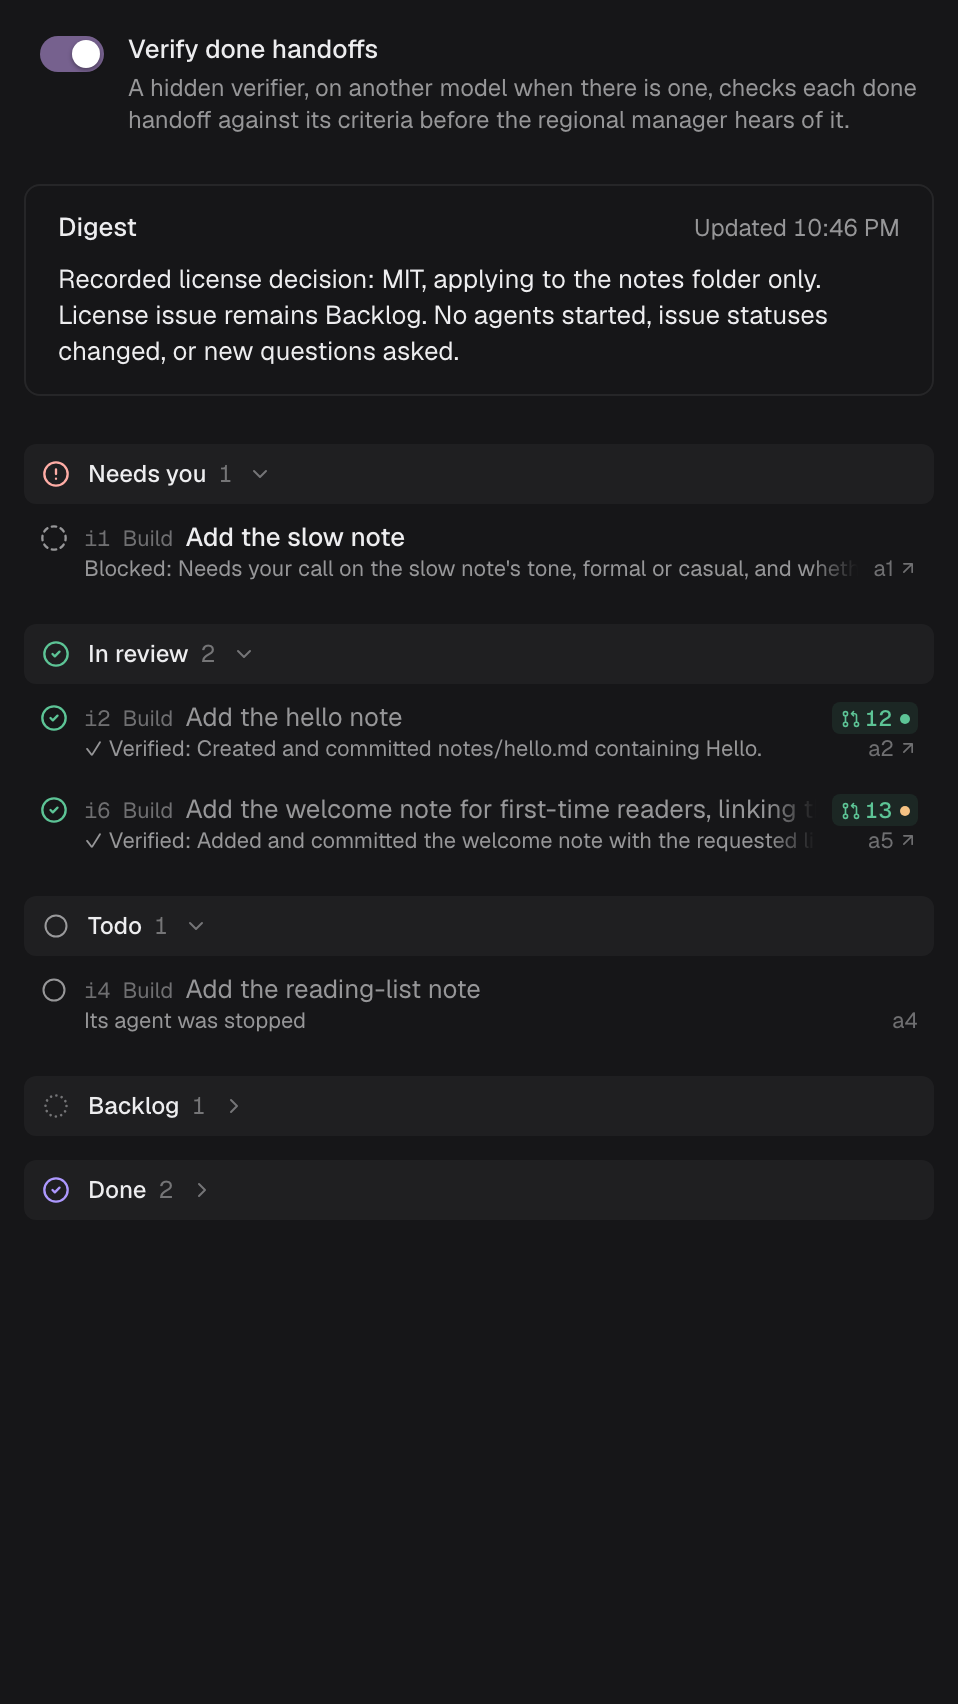 Verify done handoffs
A hidden verifier, on another model when there is one, checks each done
handoff against its criteria before the regional manager hears of it.
Digest
Updated 10:46 PM
Recorded license decision: MIT, applying to the notes folder only.
License issue remains Backlog. No agents started, issue statuses
changed, or new questions asked.
Needs you 1
i1 Build Add the slow note
Blocked: Needs your call on the slow note's tone, formal or casual, and a1
In review 2
i2 Build Add the hello note 12
Verified: Created and committed notes/hello.md containing Hello. a2
i6 Build Add the welcome note for first-time readers, linking 13
Verified: Added and committed the welcome note with the requested a5
Todo 1
i4 Build Add the reading-list note
Its agent was stopped a4
Backlog 1
Done 2